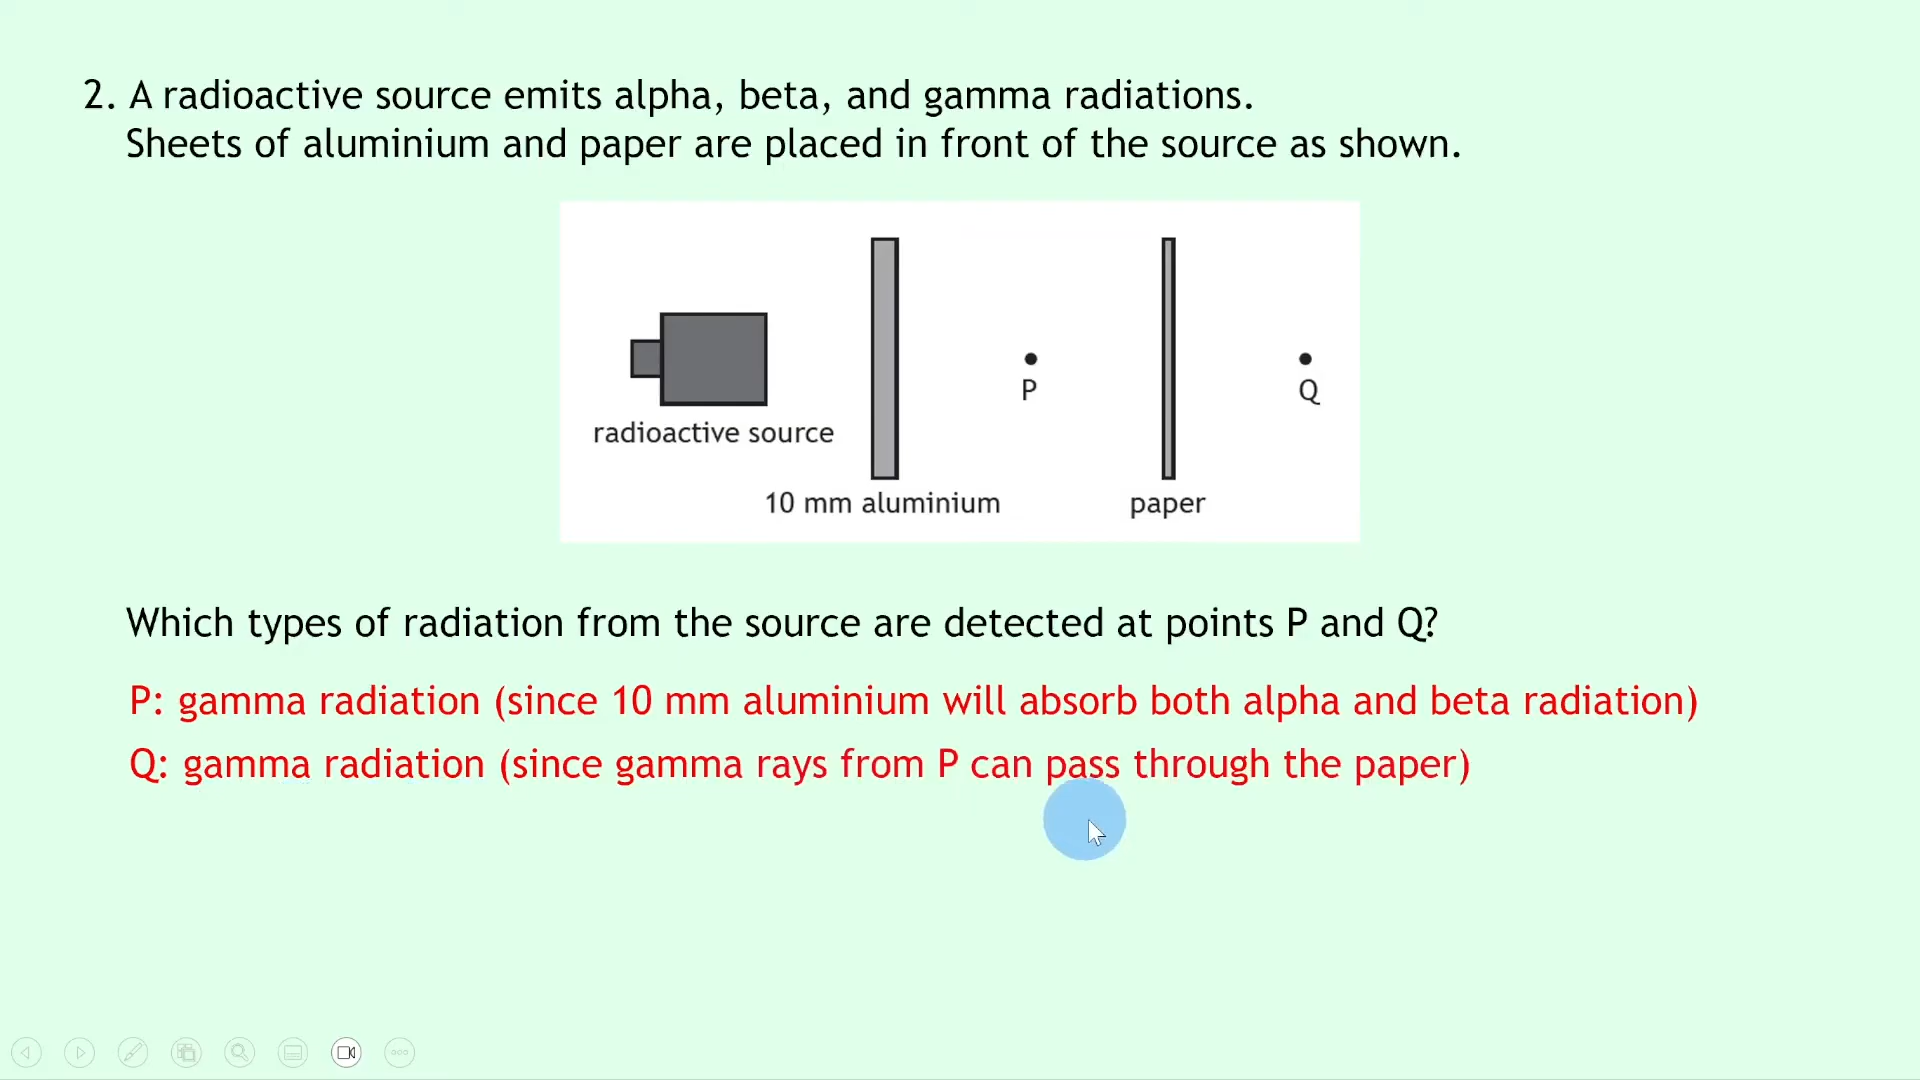 2. A radioactive source emits alpha, beta, and gamma radiations.
Sheets of aluminium and paper are placed in front of the source as shown.
P
Q
radioactive source
10 mm aluminium
paper
Which types of radiation from the source are detected at points P and Q?
P: gamma radiation (since 10 mm aluminium will absorb both alpha and beta radiation)
Q: gamma radiation (since gamma rays from P can pass through the paper)